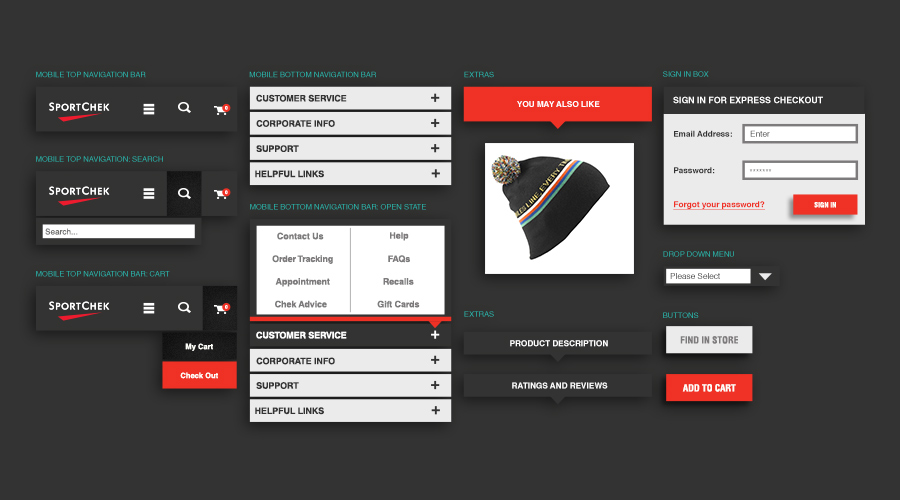 MOBILE TOP NAVIGATION BAR
SPORTCHEK
0
MOBILE TOP NAVIGATION: SEARCH
SPORTCHEK
0
Search...
MOBILE TOP NAVIGATION BAR: CART
SPORTCHEK
0
My Cart
Check Out
MOBILE BOTTOM NAVIGATION BAR
CUSTOMER SERVICE +
CORPORATE INFO +
SUPPORT +
HELPFUL LINKS +
MOBILE BOTTOM NAVIGATION BAR: OPEN STATE
Contact Us Help
Order Tracking FAQs
Appointment Recalls
Chek Advice Gift Cards
CUSTOMER SERVICE +
CORPORATE INFO +
SUPPORT +
HELPFUL LINKS +
EXTRAS
YOU MAY ALSO LIKE
LINE EVERY
EXTRAS
PRODUCT DESCRIPTION
RATINGS AND REVIEWS
SIGN IN BOX
SIGN IN FOR EXPRESS CHECKOUT
Email Address: Enter
Password: *******
Forgot your password? SIGN IN
DROP DOWN MENU
Please Select
BUTTONS
FIND IN STORE
ADD TO CART